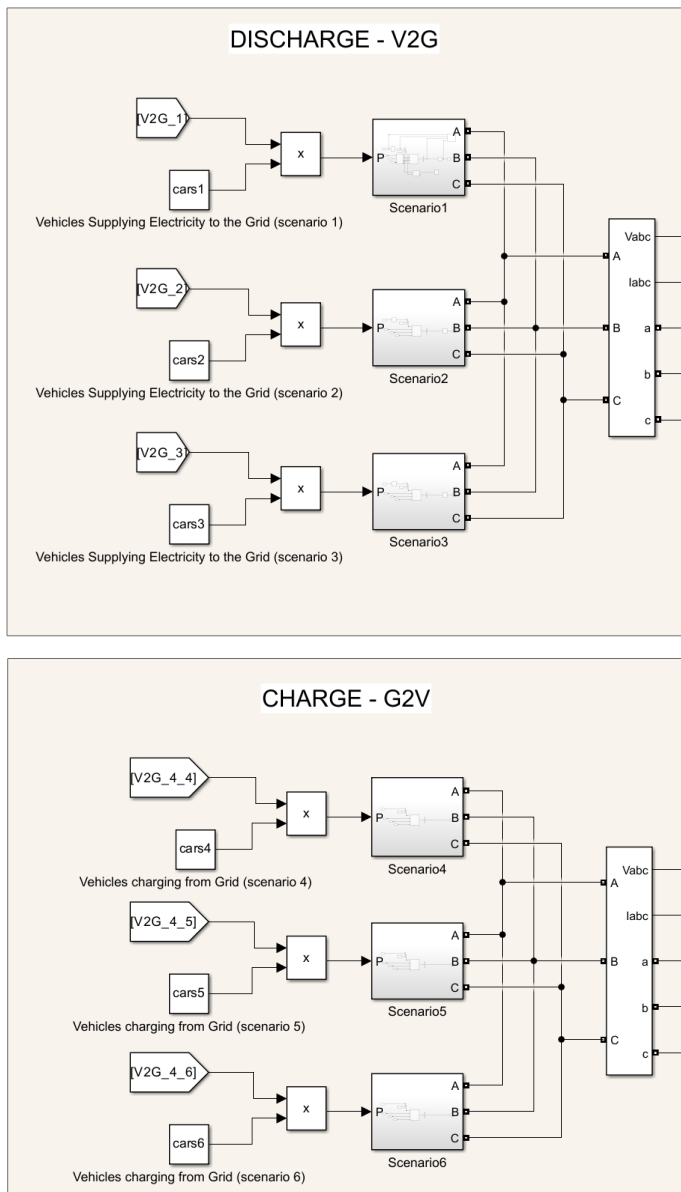 DISCHARGE - V2G
[V2G_1]
cars1
x
P
A
B
C
Scenario1
Vehicles Supplying Electricity to the Grid (scenario 1)
[V2G_2]
cars2
x
P
A
B
C
Scenario2
Vehicles Supplying Electricity to the Grid (scenario 2)
[V2G_3]
cars3
x
P
A
B
C
Scenario3
Vehicles Supplying Electricity to the Grid (scenario 3)
Vabc
A
Iabc
B a
b
C
c
CHARGE - G2V
[V2G_4_4]
cars4
x
P
A
B
C
Scenario4
Vehicles charging from Grid (scenario 4)
[V2G_4_5]
cars5
x
P
A
B
C
Scenario5
Vehicles charging from Grid (scenario 5)
[V2G_4_6]
cars6
x
P
A
B
C
Scenario6
Vehicles charging from Grid (scenario 6)
Vabc
A
Iabc
B a
b
C
c